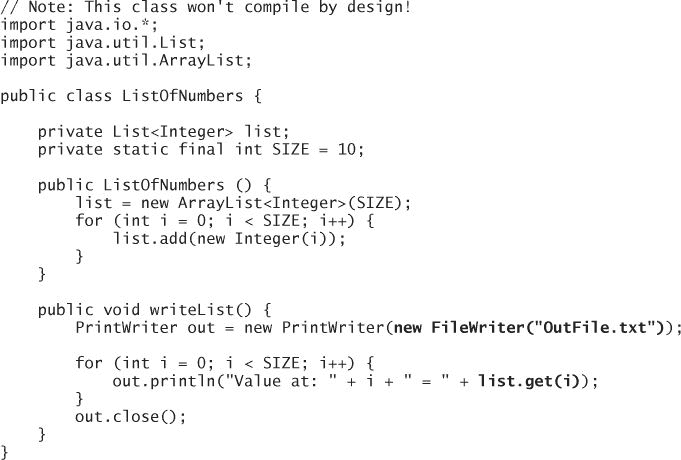 // Note: This class won't compile by design!
import java.io.*;
import java.util.List;
import java.util.ArrayList;

public class ListOfNumbers {

    private List<Integer> list;
    private static final int SIZE = 10;

    public ListOfNumbers () {
        list = new ArrayList<Integer>(SIZE);
        for (int i = 0; i < SIZE; i++) {
            list.add(new Integer(i));
        }
    }

    public void writeList() {
        PrintWriter out = new PrintWriter(new FileWriter("OutFile.txt"));

        for (int i = 0; i < SIZE; i++) {
            out.println("Value at: " + i + " = " + list.get(i));
        }
        out.close();
    }
}